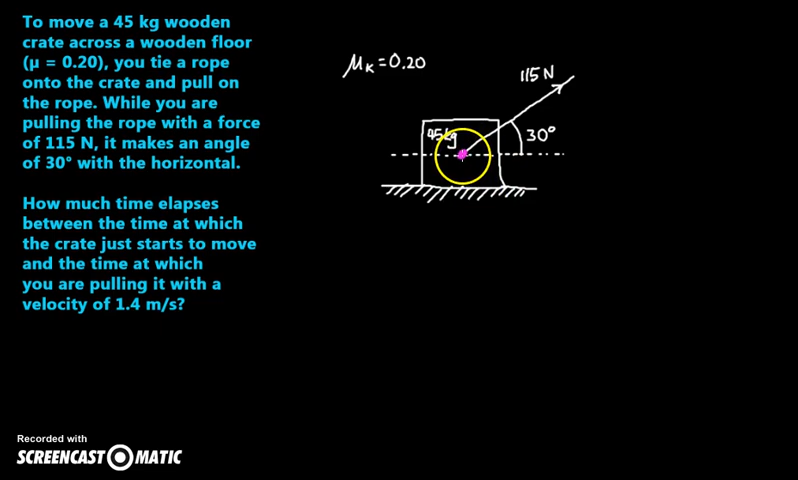 To move a 45 kg wooden
crate across a wooden floor
(μ = 0.20), you tie a rope
onto the crate and pull on
the rope. While you are
pulling the rope with a force
of 115 N, it makes an angle
of 30° with the horizontal.
How much time elapses
between the time at which
the crate just starts to move
and the time at which
you are pulling it with a
velocity of 1.4 m/s?
μK=0.20
115 N
45kg
30°
Recorded with
SCREENCAST MATIC